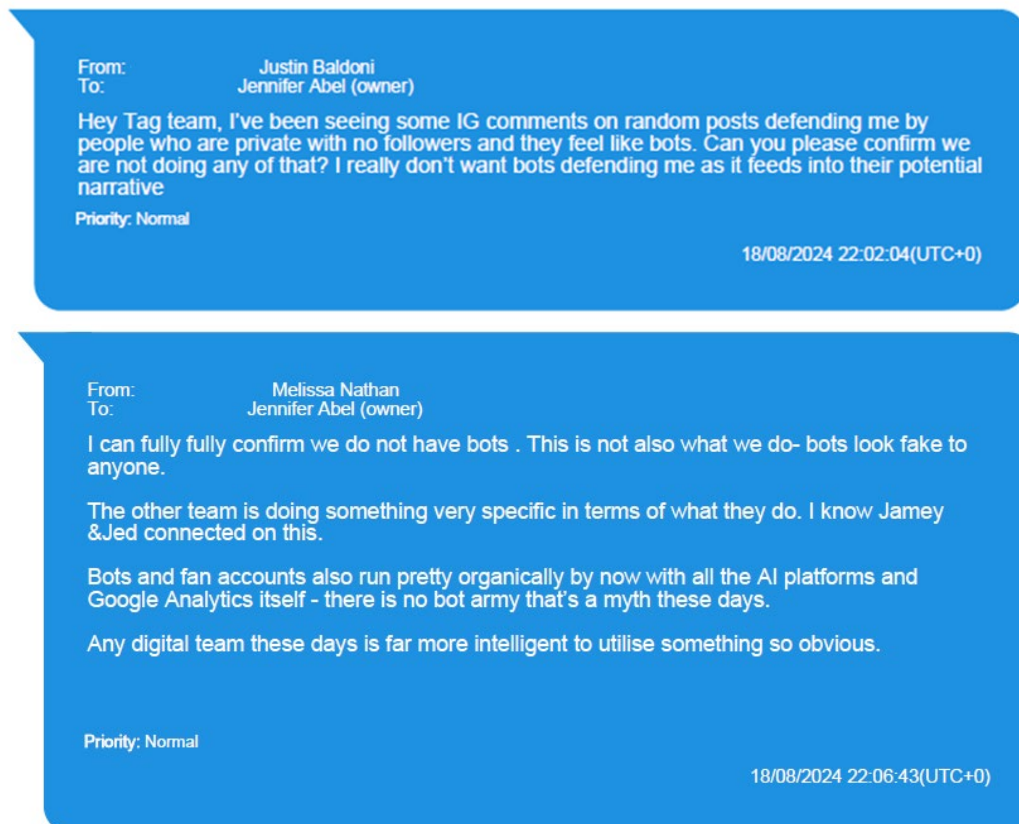 From: Justin Baldoni
To: Jennifer Abel (owner)
Hey Tag team, I've been seeing some IG comments on random posts defending me by
people who are private with no followers and they feel like bots. Can you please confirm we
are not doing any of that? I really don't want bots defending me as it feeds into their potential
narrative
Priority: Normal
18/08/2024 22:02:04(UTC+0)
From: Melissa Nathan
To: Jennifer Abel (owner)
I can fully fully confirm we do not have bots . This is not also what we do- bots look fake to
anyone.
The other team is doing something very specific in terms of what they do. I know Jamey
&Jed connected on this.
Bots and fan accounts also run pretty organically by now with all the AI platforms and
Google Analytics itself - there is no bot army that's a myth these days.
Any digital team these days is far more intelligent to utilise something so obvious.
Priority: Normal
18/08/2024 22:06:43(UTC+0)